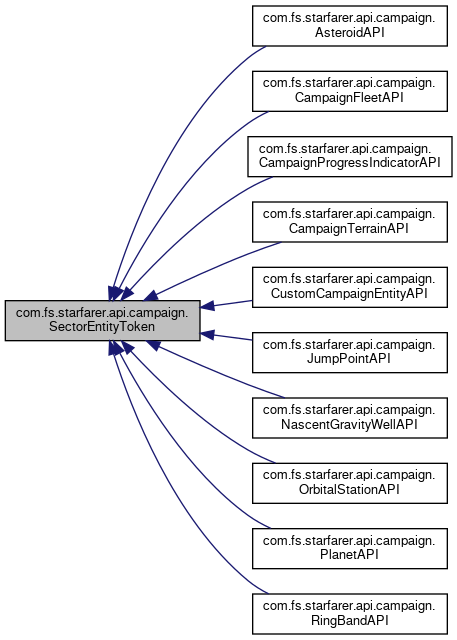 com.fs.starfarer.api.campaign.
AsteroidAPI
com.fs.starfarer.api.campaign.
CampaignFleetAPI
com.fs.starfarer.api.campaign.
CampaignProgressIndicatorAPI
com.fs.starfarer.api.campaign.
CampaignTerrainAPI
com.fs.starfarer.api.campaign.
CustomCampaignEntityAPI
com.fs.starfarer.api.campaign.
SectorEntityToken
com.fs.starfarer.api.campaign.
JumpPointAPI
com.fs.starfarer.api.campaign.
NascentGravityWellAPI
com.fs.starfarer.api.campaign.
OrbitalStationAPI
com.fs.starfarer.api.campaign.
PlanetAPI
com.fs.starfarer.api.campaign.
RingBandAPI